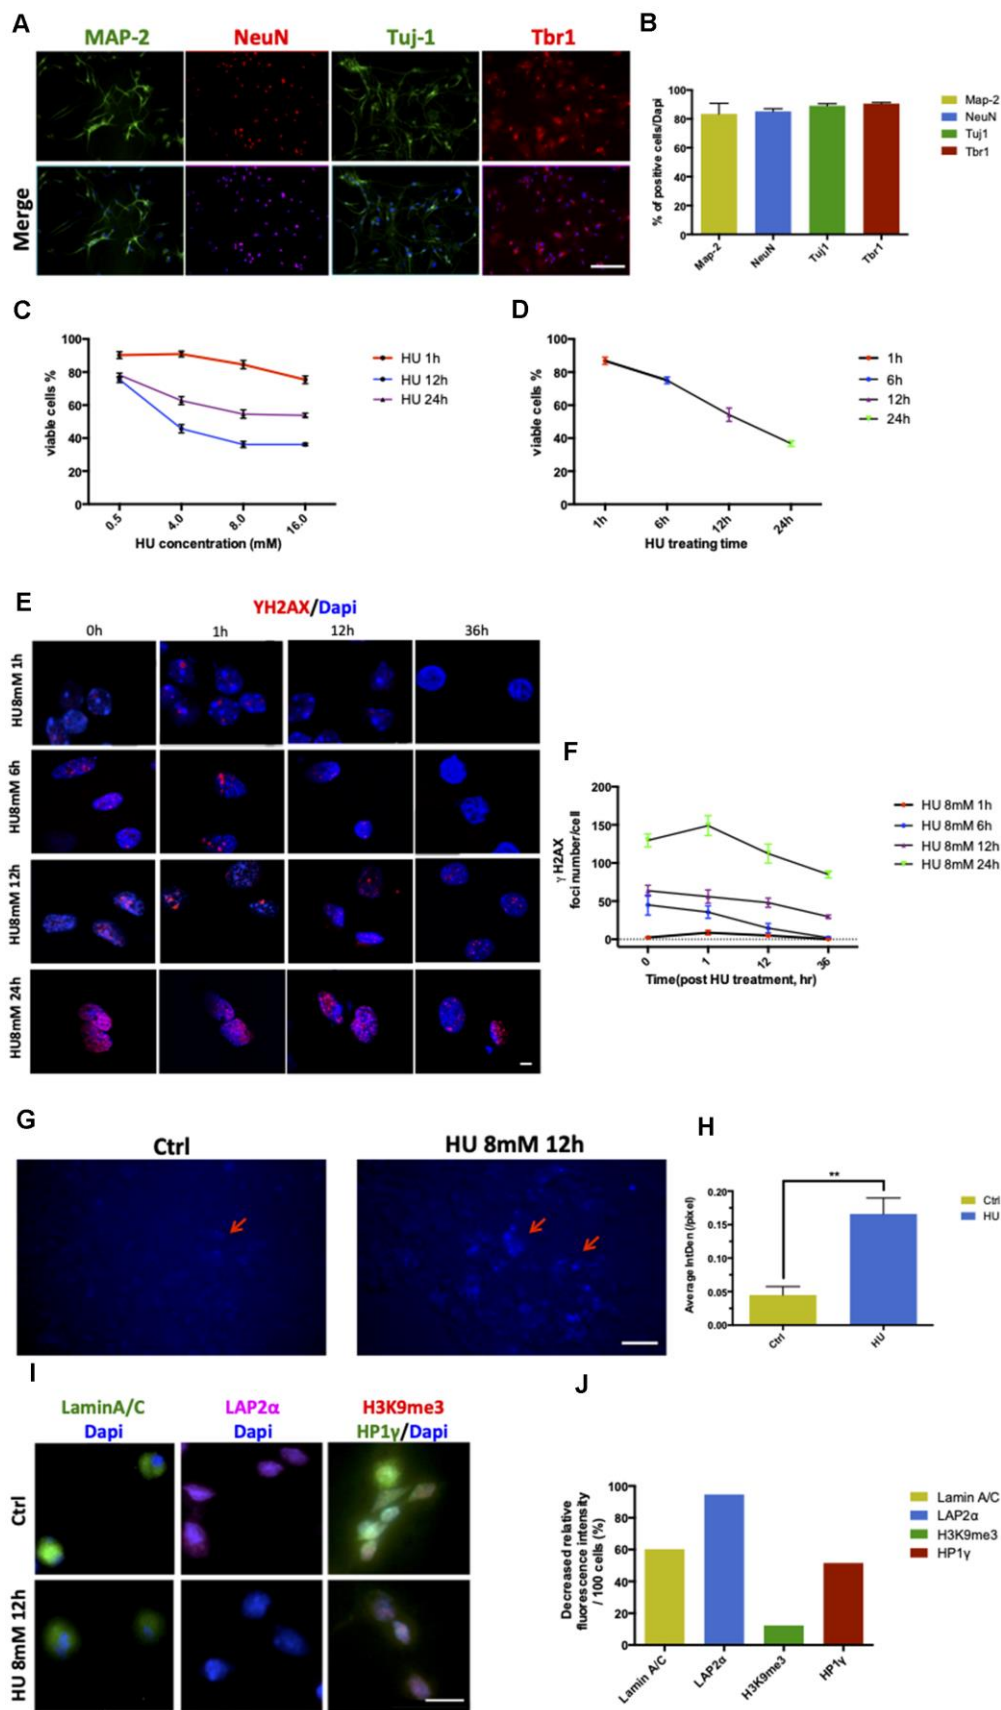 A
MAP-2 NeuN Tuj-1 Tbr1
Merge
B
% of positive cells/Dapi
100
80
60
40
20
0
Map-2 NeuN Tuj1 Tbr1
Map-2
NeuN
Tuj1
Tbr1
C
viable cells %
100
80
60
40
20
0
0.5 4.0 8.0 16.0
HU concentration (mM)
HU 1h
HU 12h
HU 24h
D
viable cells %
100
80
60
40
20
0
1h 6h 12h 24h
HU treating time
1h
6h
12h
24h
E
YH2AX/Dapi
0h 1h 12h 36h
HU8mM 1h
HU8mM 6h
HU8mM 12h
HU8mM 24h
F
γ H2AX
foci number/cell
200
150
100
50
0
0 1 12 36
Time(post HU treatment, hr)
HU 8mM 1h
HU 8mM 6h
HU 8mM 12h
HU 8mM 24h
G
Ctrl HU 8mM 12h
H
Average IntDen (/pixel)
0.20
0.15
0.10
0.05
0.00
**
Ctrl HU
Ctrl
HU
I
LaminA/C LAP2α H3K9me3
Dapi Dapi HP1γ/Dapi
Ctrl
HU 8mM 12h
J
Decreased relative
fluorescence intensity
/ 100 cells (%)
100
80
60
40
20
0
Lamin A/C LAP2α H3K9me3 HP1γ
Lamin A/C
LAP2α
H3K9me3
HP1γ